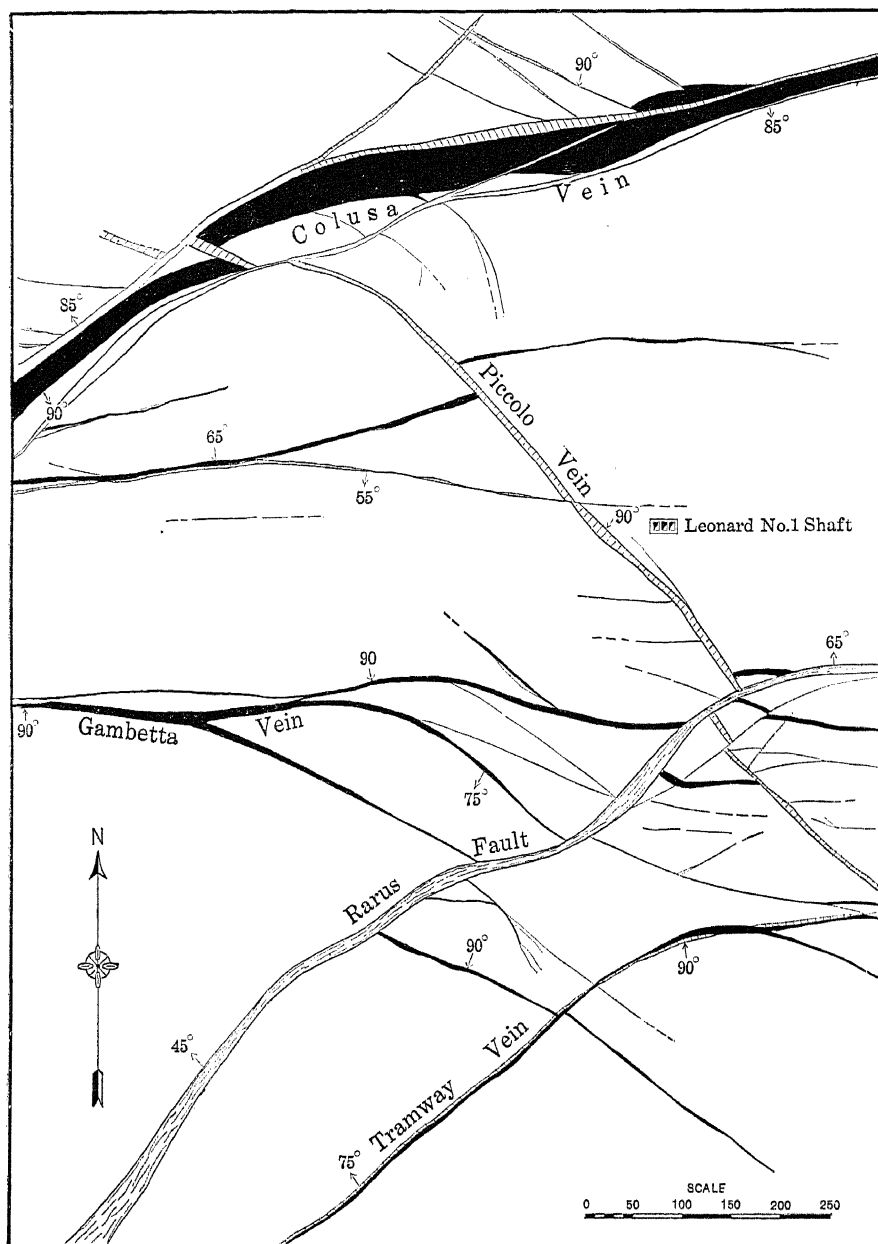 90°
85°
Colusa Vein
85°
90°
65°
55°
Piccolo Vein
90°
Leonard No.1 Shaft
65°
90
90°
Gambetta Vein
75°
N
Rarus Fault
90°
90°
45°
Tramway Vein
75°
SCALE
0 50 100 150 200 250